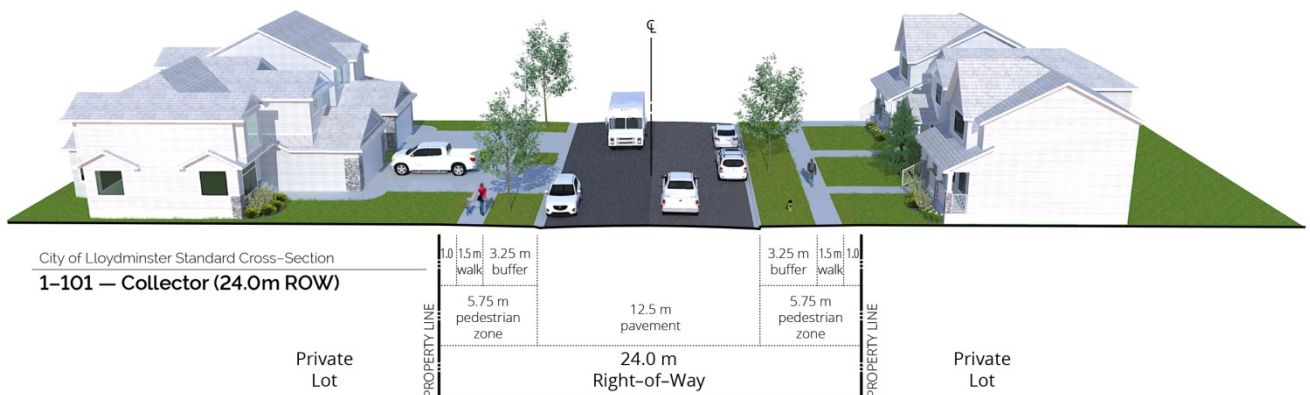 ℄
City of Lloydminster Standard Cross–Section
1–101 — Collector (24.0m ROW)
1.0
1.5 m
walk
3.25 m
buffer
3.25 m
buffer
1.5 m
walk
1.0
5.75 m
pedestrian
zone
12.5 m
pavement
5.75 m
pedestrian
zone
PROPERTY LINE
PROPERTY LINE
Private
Lot
24.0 m
Right–of–Way
Private
Lot